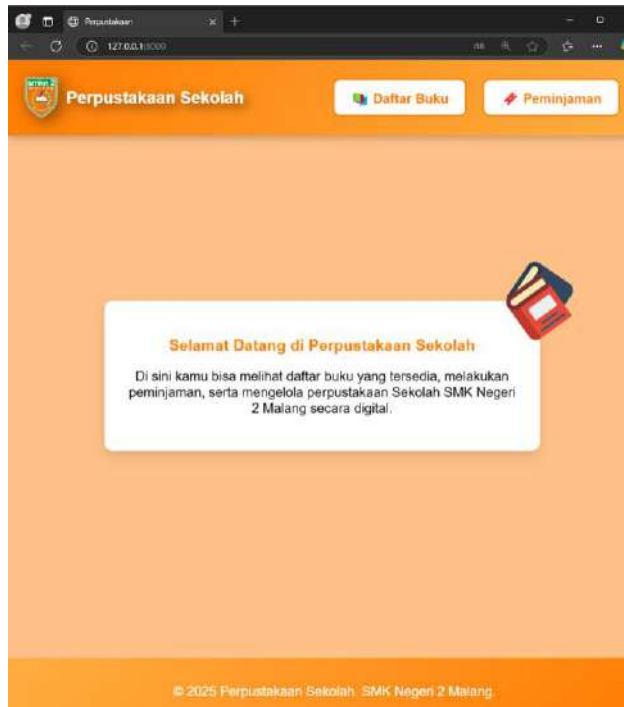 Perpustakaan
127.0.0.1:8000
Perpustakaan Sekolah
Daftar Buku
Peminjaman
Selamat Datang di Perpustakaan Sekolah
Di sini kamu bisa melihat daftar buku yang tersedia, melakukan
peminjaman, serta mengelola perpustakaan Sekolah SMK Negeri
2 Malang secara digital.
© 2025 Perpustakaan Sekolah. SMK Negeri 2 Malang.